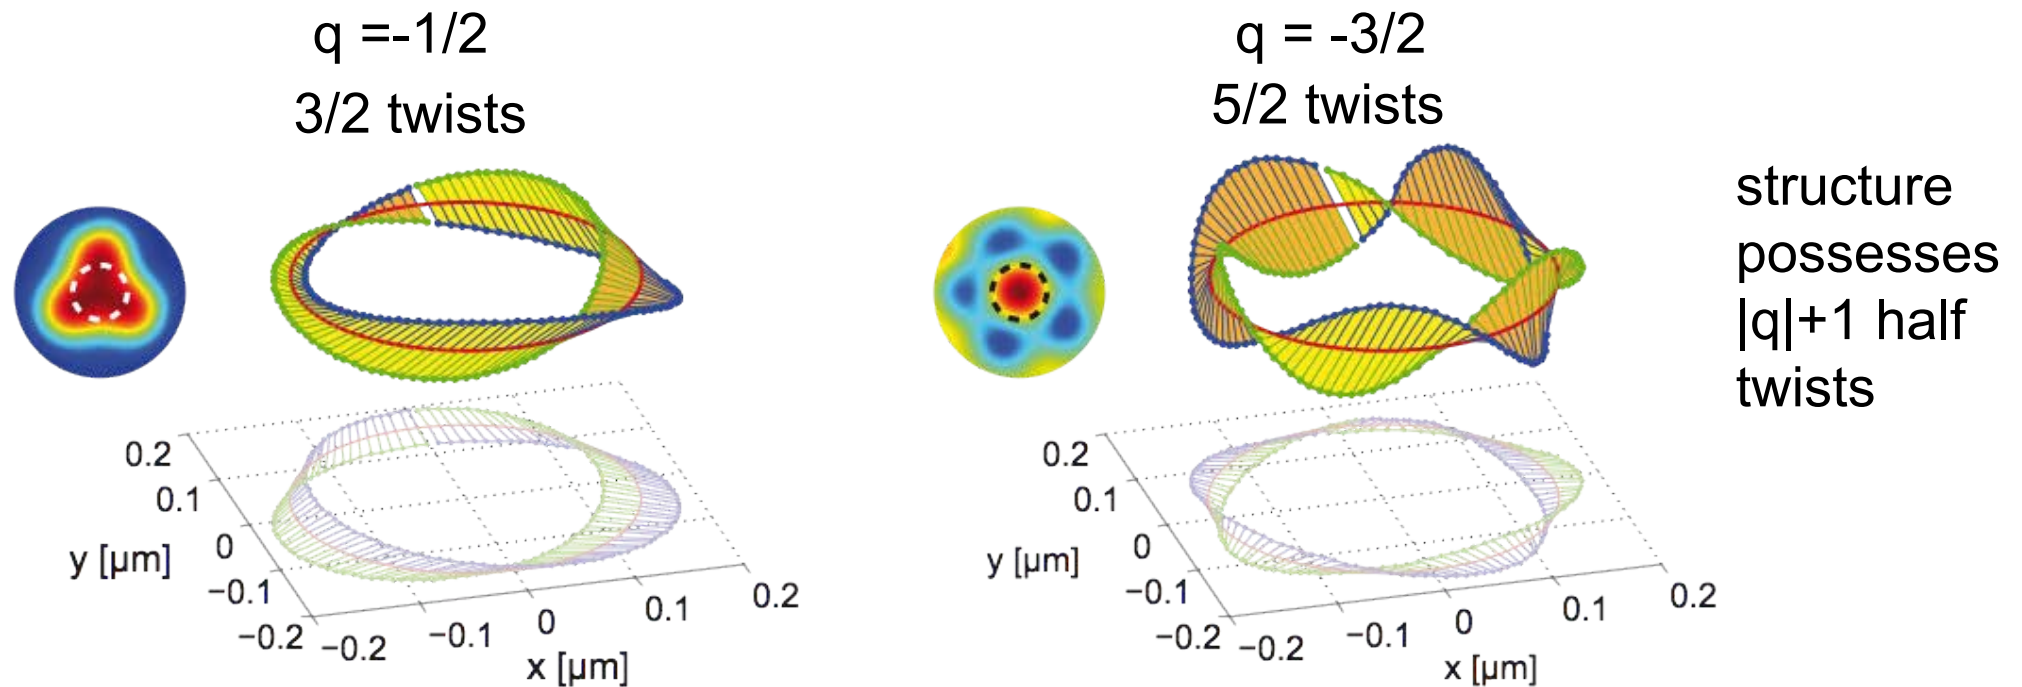 q =-1/2
3/2 twists
q = -3/2
5/2 twists
structure
possesses
|q|+1 half
twists
0.2
0.1
0
−0.1
−0.2
y [μm]
−0.2
−0.1
0
0.1
0.2
x [μm]
0.2
0.1
0
−0.1
−0.2
y [μm]
−0.2
−0.1
0
0.1
0.2
x [μm]